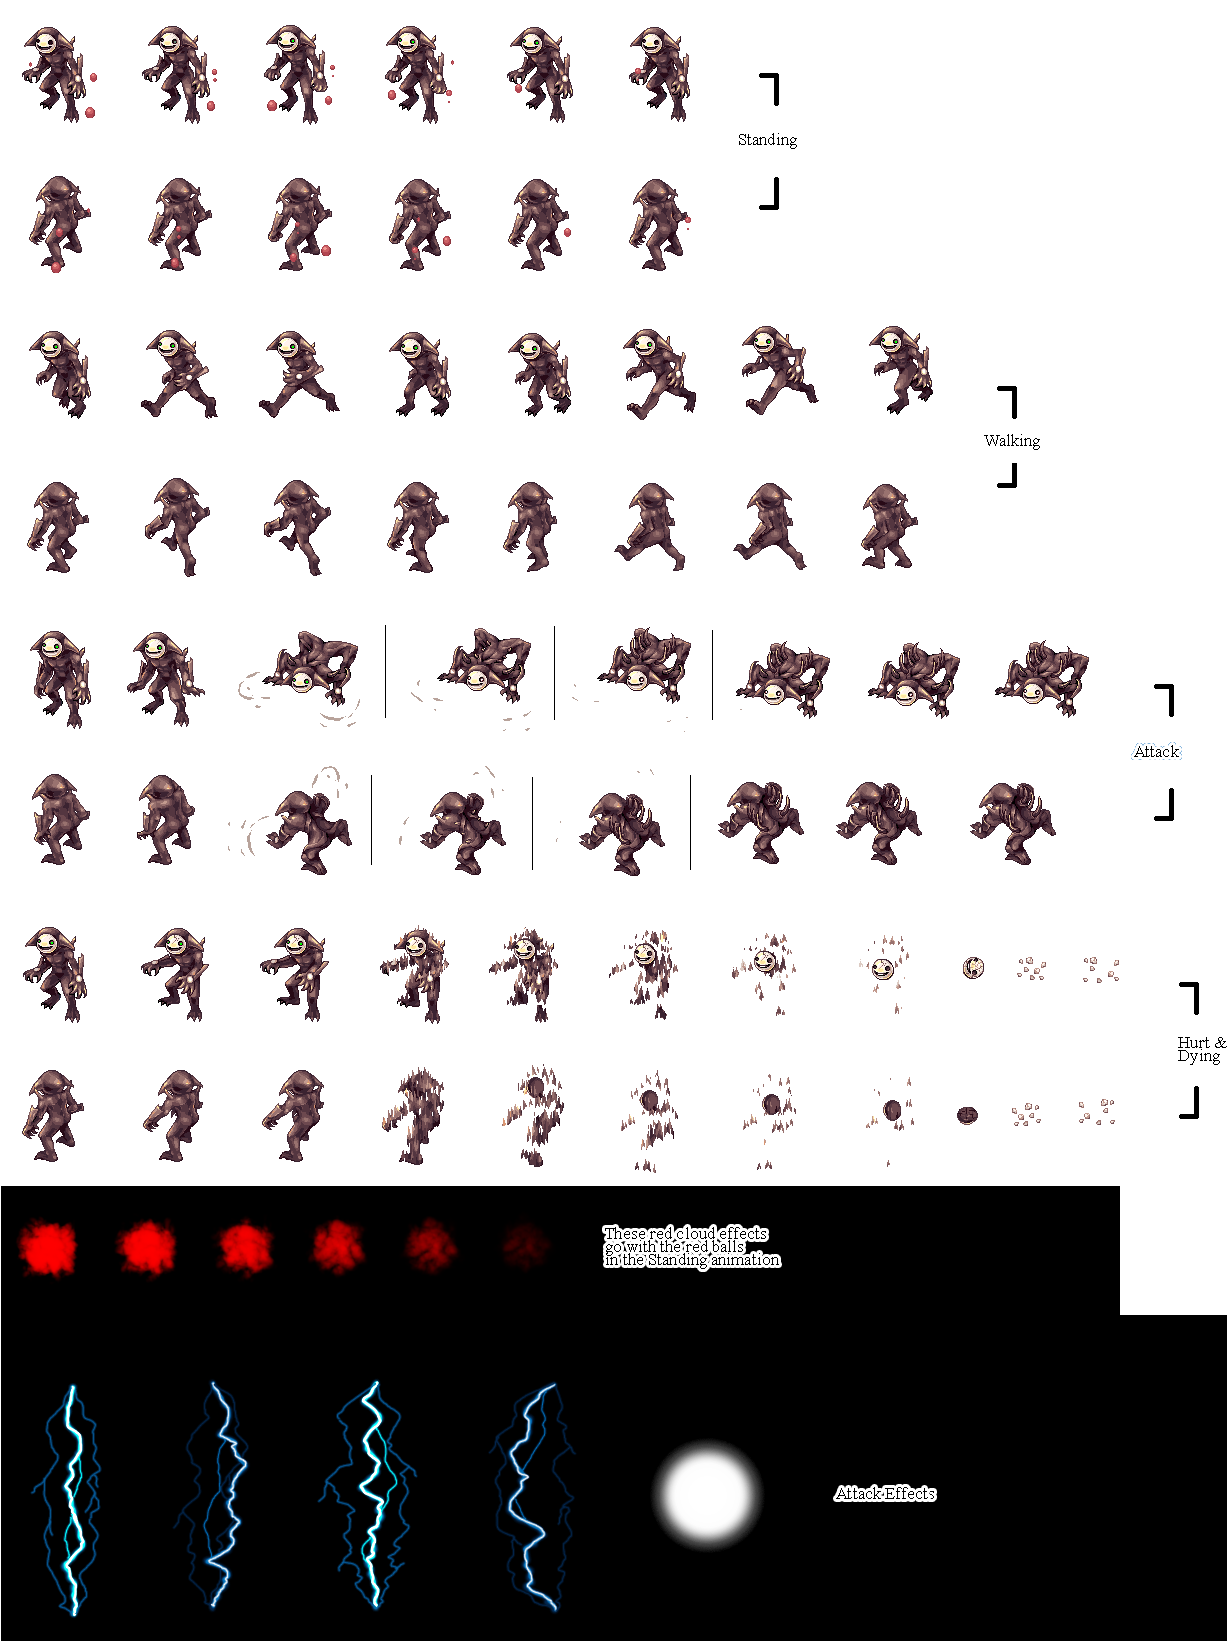 Standing
Walking
Attack
Hurt &
Dying
These red cloud effects
go with the red balls
in the Standing animation
Attack Effects